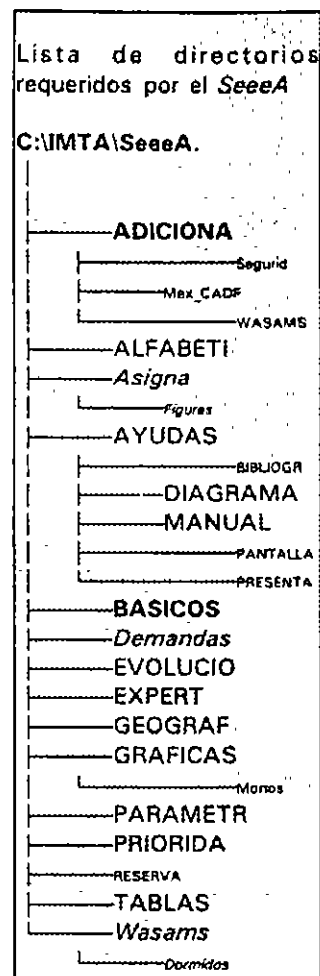 Lista de directorios
requeridos por el SeeeA
C:\IMTA\SeeeA.
ADICIONA
Segurid
Mex_CADF
WASAMS
ALFABETI
Asigna
Figuras
AYUDAS
BIBLIOGR
DIAGRAMA
MANUAL
PANTALLA
PRESENTA
BASICOS
Demandas
EVOLUCIO
EXPERT
GEOGRAF
GRAFICAS
Monos
PARAMETR
PRIORIDA
RESERVA
TABLAS
Wasams
Dormidos